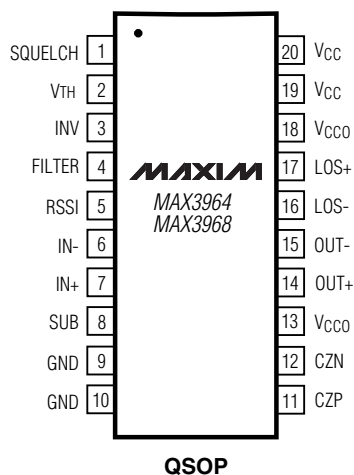 SQUELCH 1
VTH 2
INV 3
FILTER 4
RSSI 5
IN- 6
IN+ 7
SUB 8
GND 9
GND 10
MAXIM
MAX3964
MAX3968
20 VCC
19 VCC
18 VCCO
17 LOS+
16 LOS-
15 OUT-
14 OUT+
13 VCCO
12 CZN
11 CZP
QSOP